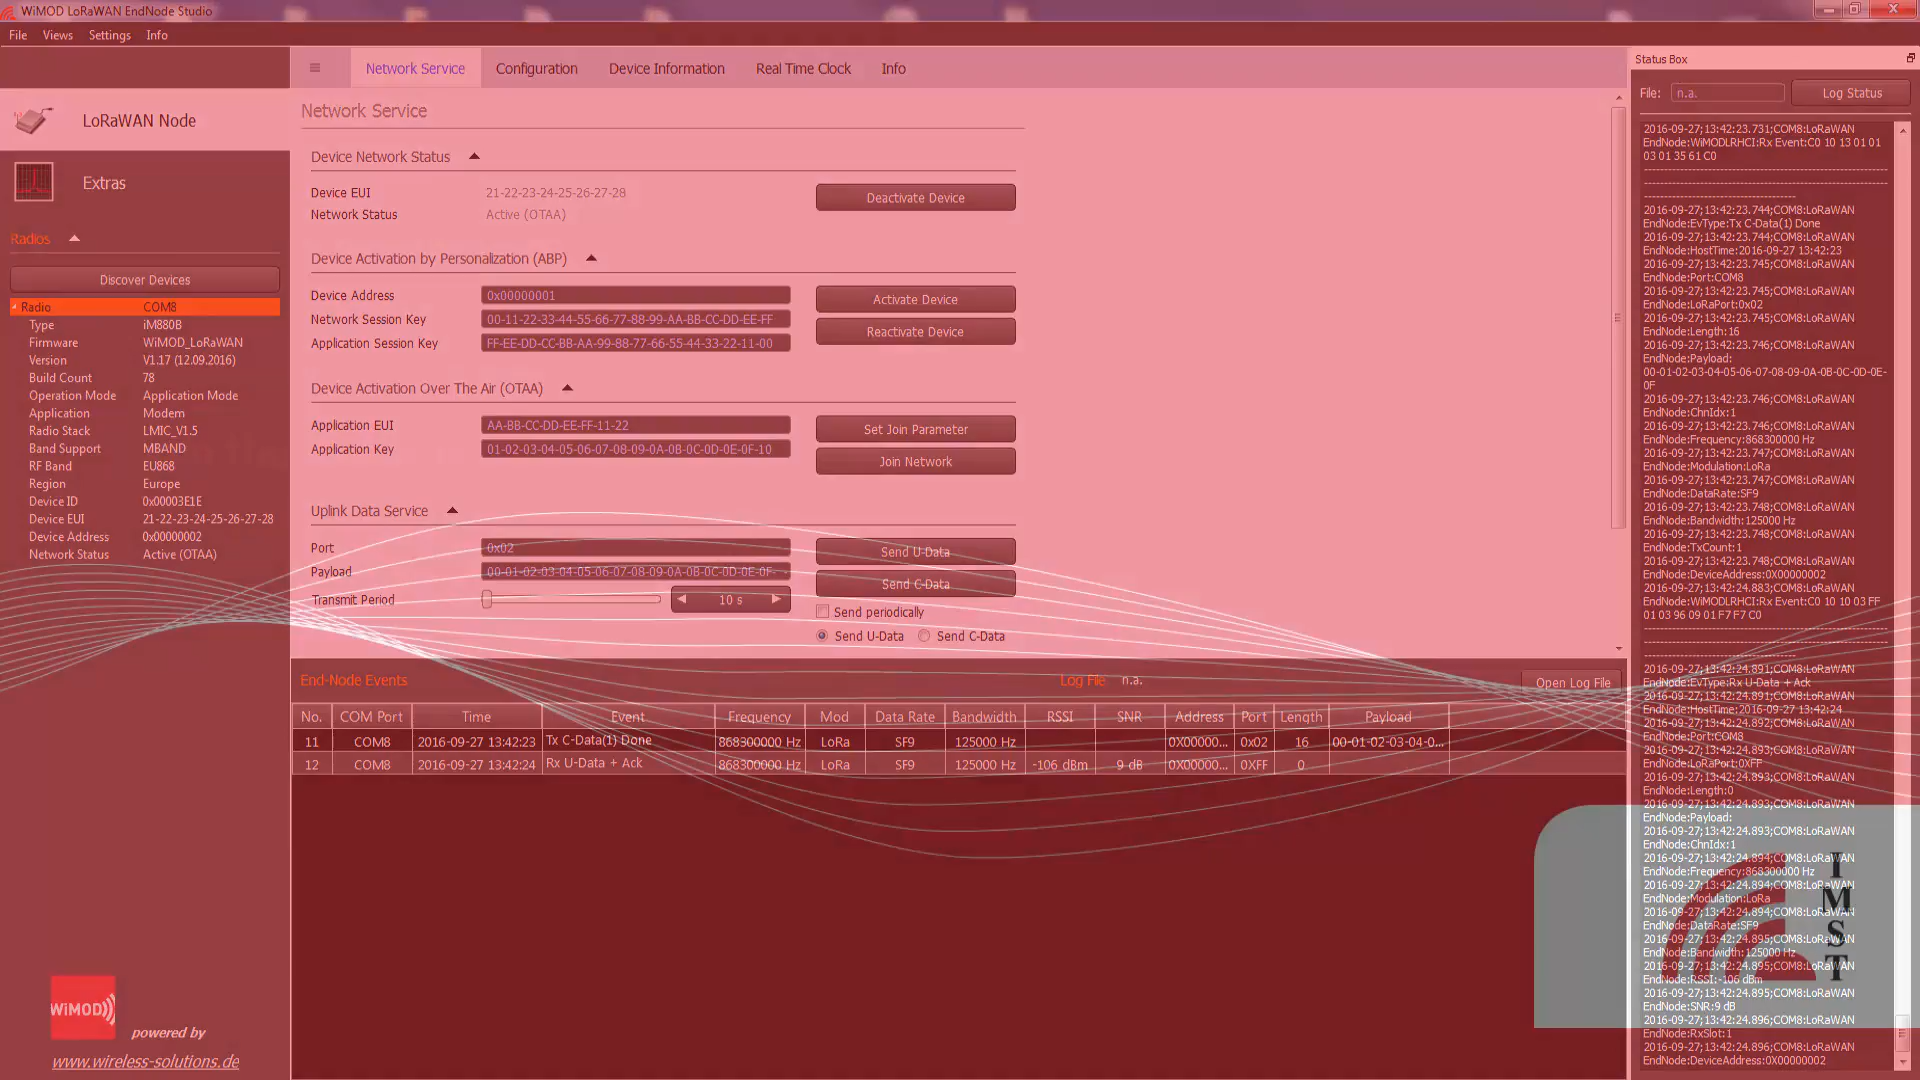 WiMOD LoRaWAN EndNode Studio
File Views Settings Info
LoRaWAN Node
Extras
Radios
Discover Devices
Radio COM8
Type iM880B
Firmware WiMOD_LoRaWAN
Version V1.17 (12.09.2016)
Build Count 78
Operation Mode Application Mode
Application Modem
Radio Stack LMIC_V1.5
Band Support MBAND
RF Band EU868
Region Europe
Device ID 0x00003E1E
Device EUI 21-22-23-24-25-26-27-28
Device Address 0x00000002
Network Status Active (OTAA)
WiMOD
powered by
www.wireless-solutions.de
Network Service Configuration Device Information Real Time Clock Info
Network Service
Device Network Status
Device EUI 21-22-23-24-25-26-27-28 Deactivate Device
Network Status Active (OTAA)
Device Activation by Personalization (ABP)
Device Address 0x00000001 Activate Device
Network Session Key 00-11-22-33-44-55-66-77-88-99-AA-BB-CC-DD-EE-FF Reactivate Device
Application Session Key FF-EE-DD-CC-BB-AA-99-88-77-66-55-44-33-22-11-00
Device Activation Over The Air (OTAA)
Application EUI AA-BB-CC-DD-EE-FF-11-22 Set Join Parameter
Application Key 01-02-03-04-05-06-07-08-09-0A-0B-0C-0D-0E-0F-10 Join Network
Uplink Data Service
Port 0x02 Send U-Data
Payload 00-01-02-03-04-05-06-07-08-09-0A-0B-0C-0D-0E-0F- Send C-Data
Transmit Period 10 s Send periodically
Send U-Data Send C-Data
End-Node Events Log File n.a. Open Log File
No. COM Port Time Event Frequency Mod Data Rate Bandwidth RSSI SNR Address Port Length Payload
11 COM8 2016-09-27 13:42:23 Tx C-Data(1) Done 868300000 Hz LoRa SF9 125000 Hz 0X00000... 0x02 16 00-01-02-03-04-0...
12 COM8 2016-09-27 13:42:24 Rx U-Data + Ack 868300000 Hz LoRa SF9 125000 Hz -106 dBm 9 dB 0X00000... 0XFF 0
Status Box
File: n.a. Log Status
2016-09-27;13:42:23.731;COM8:LoRaWAN
EndNode:WiMODLRHCI:Rx Event:C0 10 13 01 01
03 01 35 61 C0
2016-09-27;13:42:23.744;COM8:LoRaWAN
EndNode:EvType:Tx C-Data(1) Done
2016-09-27;13:42:23.744;COM8:LoRaWAN
EndNode:HostTime:2016-09-27 13:42:23
2016-09-27;13:42:23.745;COM8:LoRaWAN
EndNode:Port:COM8
2016-09-27;13:42:23.745;COM8:LoRaWAN
EndNode:LoRaPort:0x02
2016-09-27;13:42:23.745;COM8:LoRaWAN
EndNode:Length:16
2016-09-27;13:42:23.746;COM8:LoRaWAN
EndNode:Payload:
00-01-02-03-04-05-06-07-08-09-0A-0B-0C-0D-0E-
0F
2016-09-27;13:42:23.746;COM8:LoRaWAN
EndNode:ChnIdx:1
2016-09-27;13:42:23.746;COM8:LoRaWAN
EndNode:Frequency:868300000 Hz
2016-09-27;13:42:23.747;COM8:LoRaWAN
EndNode:Modulation:LoRa
2016-09-27;13:42:23.747;COM8:LoRaWAN
EndNode:DataRate:SF9
2016-09-27;13:42:23.748;COM8:LoRaWAN
EndNode:Bandwidth:125000 Hz
2016-09-27;13:42:23.748;COM8:LoRaWAN
EndNode:TxCount:1
2016-09-27;13:42:23.748;COM8:LoRaWAN
EndNode:DeviceAddress:0X00000002
2016-09-27;13:42:24.883;COM8:LoRaWAN
EndNode:WiMODLRHCI:Rx Event:C0 10 10 03 FF
01 03 96 09 01 F7 F7 C0
2016-09-27;13:42:24.891;COM8:LoRaWAN
EndNode:EvType:Rx U-Data + Ack
2016-09-27;13:42:24.891;COM8:LoRaWAN
EndNode:HostTime:2016-09-27 13:42:24
2016-09-27;13:42:24.892;COM8:LoRaWAN
EndNode:Port:COM8
2016-09-27;13:42:24.893;COM8:LoRaWAN
EndNode:LoRaPort:0XFF
2016-09-27;13:42:24.893;COM8:LoRaWAN
EndNode:Length:0
2016-09-27;13:42:24.893;COM8:LoRaWAN
EndNode:Payload:
2016-09-27;13:42:24.893;COM8:LoRaWAN
EndNode:ChnIdx:1
2016-09-27;13:42:24.894;COM8:LoRaWAN
EndNode:Frequency:868300000 Hz
2016-09-27;13:42:24.894;COM8:LoRaWAN
EndNode:Modulation:LoRa
2016-09-27;13:42:24.894;COM8:LoRaWAN
EndNode:DataRate:SF9
2016-09-27;13:42:24.895;COM8:LoRaWAN
EndNode:Bandwidth:125000 Hz
2016-09-27;13:42:24.895;COM8:LoRaWAN
EndNode:RSSI:-106 dBm
2016-09-27;13:42:24.895;COM8:LoRaWAN
EndNode:SNR:9 dB
2016-09-27;13:42:24.896;COM8:LoRaWAN
EndNode:RxSlot:1
2016-09-27;13:42:24.896;COM8:LoRaWAN
EndNode:DeviceAddress:0X00000002
IMST